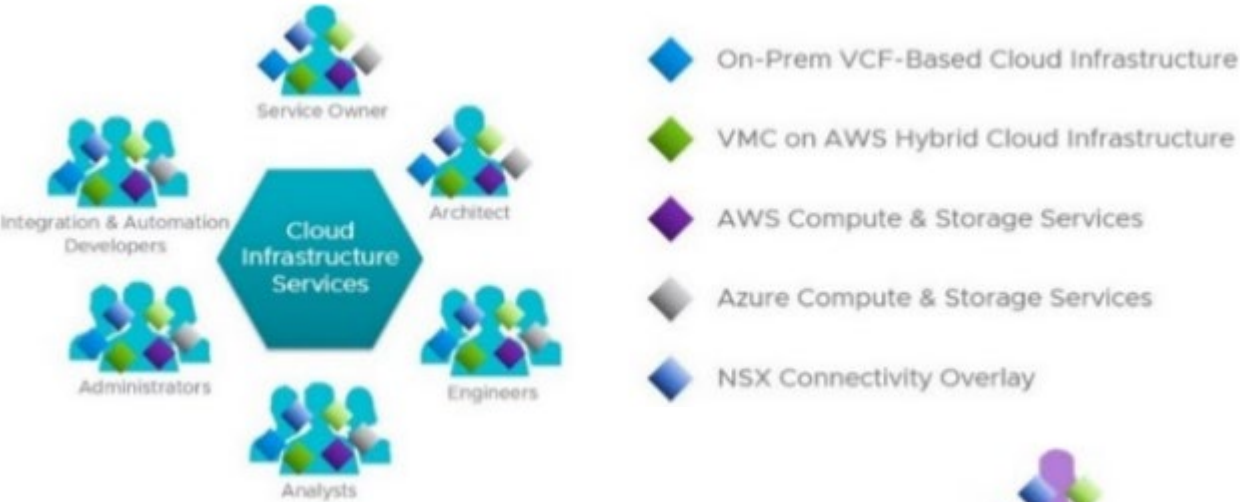 Service Owner
Architect
Integration & Automation
Developers
Cloud
Infrastructure
Services
Administrators
Engineers
Analysts
On-Prem VCF-Based Cloud Infrastructure
VMC on AWS Hybrid Cloud Infrastructure
AWS Compute & Storage Services
Azure Compute & Storage Services
NSX Connectivity Overlay